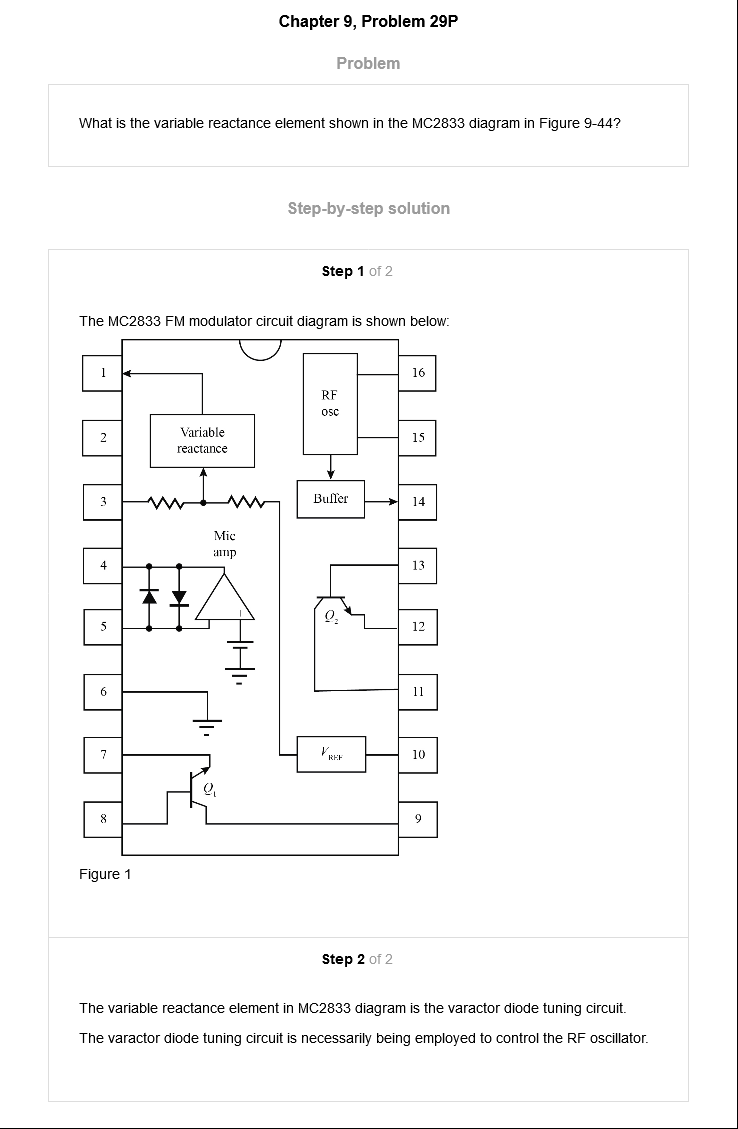 Chapter 9, Problem 29P
Problem
What is the variable reactance element shown in the MC2833 diagram in Figure 9-44?
Step-by-step solution
Step 1 of 2
The MC2833 FM modulator circuit diagram is shown below:
1
16
RF
osc
Variable
reactance
2
15
3
Buffer
14
Mic
amp
4
13
5
Q2
12
6
11
7
VREF
10
Q1
8
9
Figure 1
Step 2 of 2
The variable reactance element in MC2833 diagram is the varactor diode tuning circuit.
The varactor diode tuning circuit is necessarily being employed to control the RF oscillator.